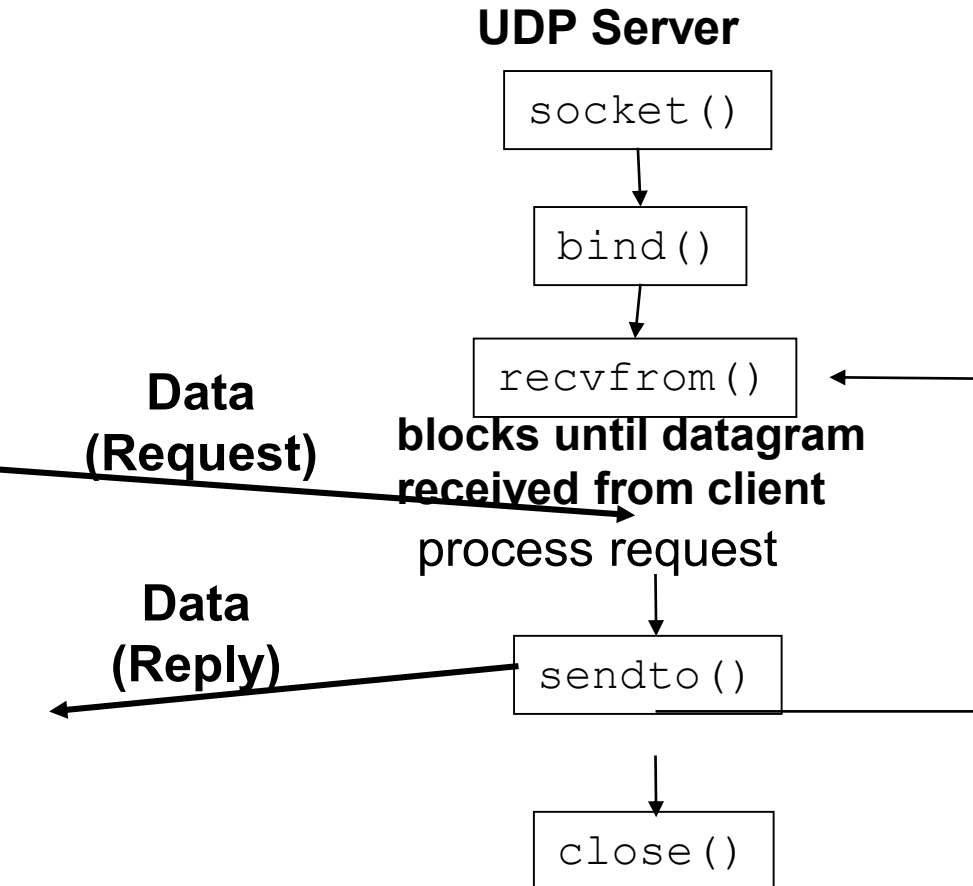 UDP Server
socket()
bind()
recvfrom()
Data
(Request)
blocks until datagram
received from client
process request
Data
(Reply)
sendto()
close()